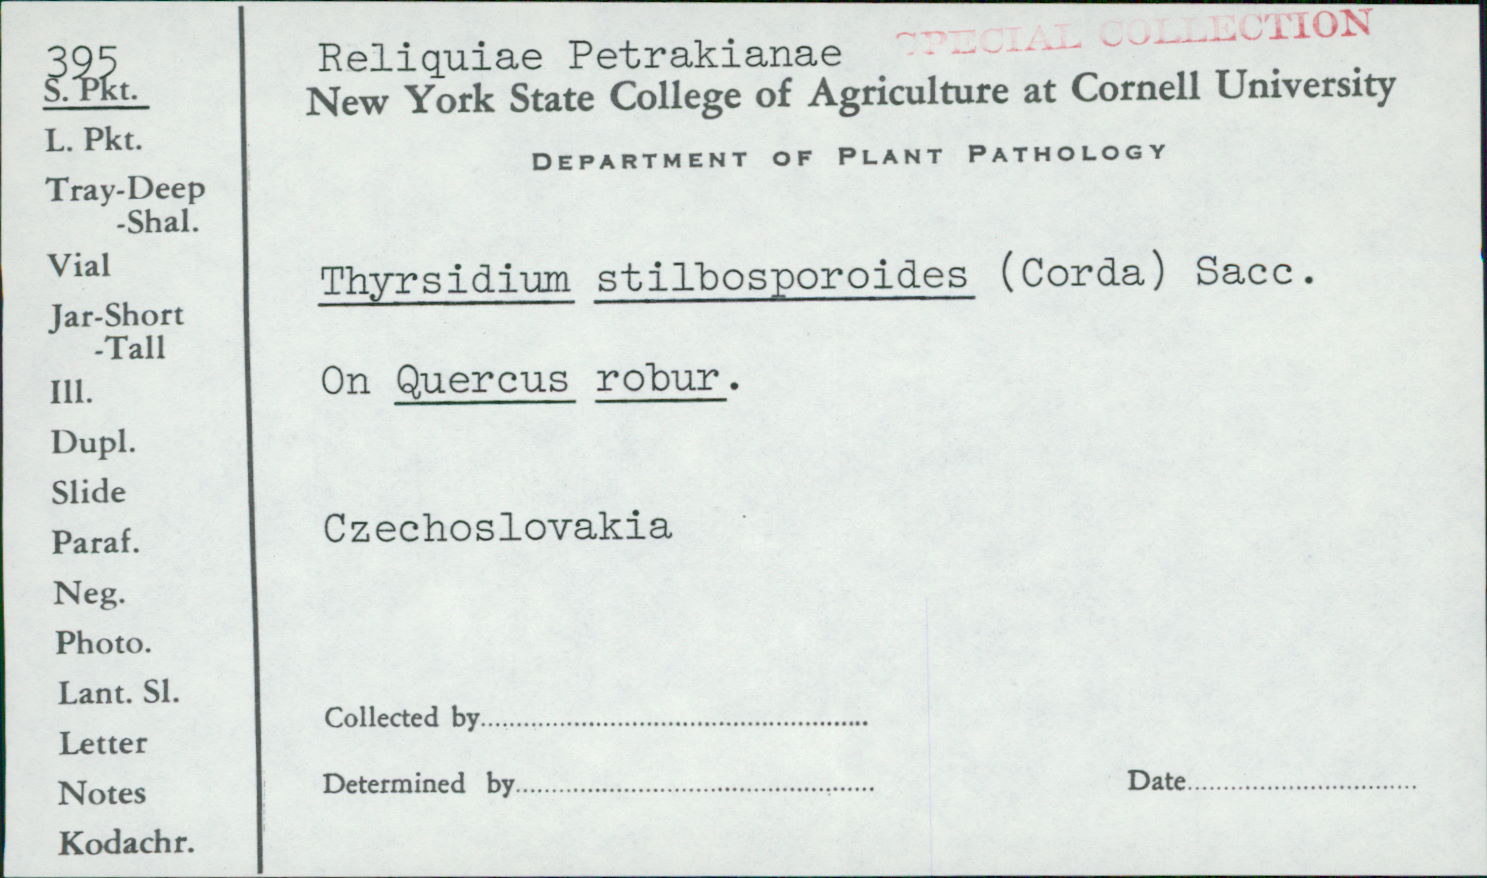 395
S. Pkt.
L. Pkt.
Tray-Deep
-Shal.
Vial
Jar-Short
-Tall
Ill.
Dupl.
Slide
Paraf.
Neg.
Photo.
Lant. Sl.
Letter
Notes
Kodachr.
SPECIAL COLLECTION
Reliquiae Petrakianae
New York State College of Agriculture at Cornell University
DEPARTMENT OF PLANT PATHOLOGY
Thyrsidium stilbosporoides (Corda) Sacc.
On Quercus robur.
Czechoslovakia
Collected by
Determined by
Date